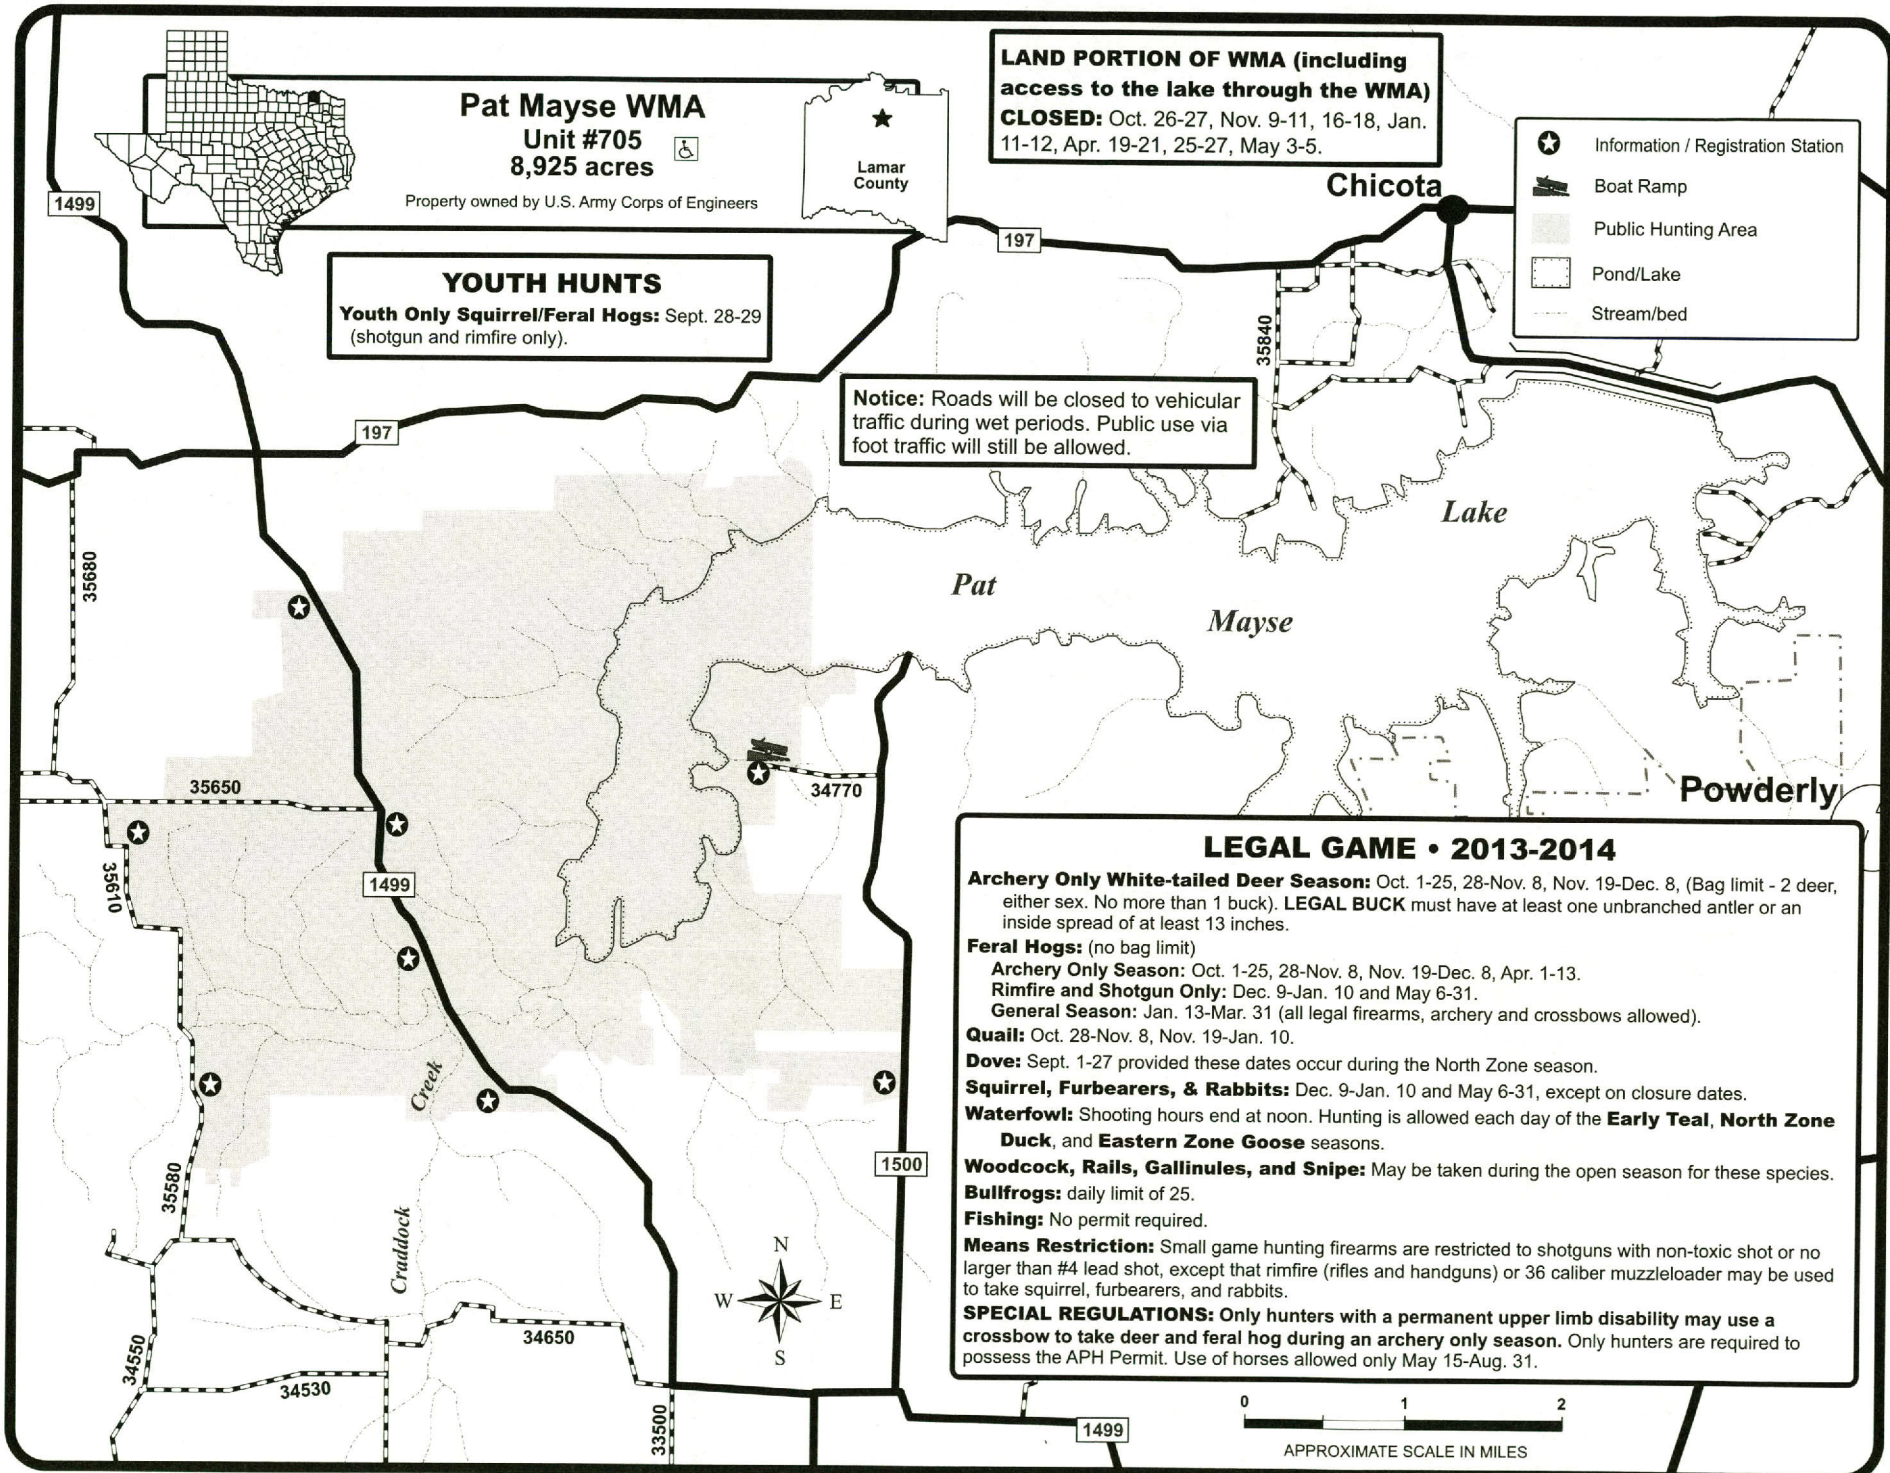 Pat Mayse WMA
Unit #705
8,925 acres
Property owned by U.S. Army Corps of Engineers
Lamar
County
LAND PORTION OF WMA (including
access to the lake through the WMA)
CLOSED: Oct. 26-27, Nov. 9-11, 16-18, Jan.
11-12, Apr. 19-21, 25-27, May 3-5.
Information / Registration Station
Boat Ramp
Public Hunting Area
Pond/Lake
Stream/bed
Chicota
1499
197
YOUTH HUNTS
Youth Only Squirrel/Feral Hogs: Sept. 28-29
(shotgun and rimfire only).
35840
Notice: Roads will be closed to vehicular
traffic during wet periods. Public use via
foot traffic will still be allowed.
197
Lake
Pat
Mayse
35680
35650
34770
Powderly
35610
1499
Creek
35580
1500
Craddock
N
W E
S
34650
34550
34530
33500
LEGAL GAME • 2013-2014
Archery Only White-tailed Deer Season: Oct. 1-25, 28-Nov. 8, Nov. 19-Dec. 8, (Bag limit - 2 deer,
either sex. No more than 1 buck). LEGAL BUCK must have at least one unbranched antler or an
inside spread of at least 13 inches.
Feral Hogs: (no bag limit)
Archery Only Season: Oct. 1-25, 28-Nov. 8, Nov. 19-Dec. 8, Apr. 1-13.
Rimfire and Shotgun Only: Dec. 9-Jan. 10 and May 6-31.
General Season: Jan. 13-Mar. 31 (all legal firearms, archery and crossbows allowed).
Quail: Oct. 28-Nov. 8, Nov. 19-Jan. 10.
Dove: Sept. 1-27 provided these dates occur during the North Zone season.
Squirrel, Furbearers, & Rabbits: Dec. 9-Jan. 10 and May 6-31, except on closure dates.
Waterfowl: Shooting hours end at noon. Hunting is allowed each day of the Early Teal, North Zone
Duck, and Eastern Zone Goose seasons.
Woodcock, Rails, Gallinules, and Snipe: May be taken during the open season for these species.
Bullfrogs: daily limit of 25.
Fishing: No permit required.
Means Restriction: Small game hunting firearms are restricted to shotguns with non-toxic shot or no
larger than #4 lead shot, except that rimfire (rifles and handguns) or 36 caliber muzzleloader may be used
to take squirrel, furbearers, and rabbits.
SPECIAL REGULATIONS: Only hunters with a permanent upper limb disability may use a
crossbow to take deer and feral hog during an archery only season. Only hunters are required to
possess the APH Permit. Use of horses allowed only May 15-Aug. 31.
0 1 2
APPROXIMATE SCALE IN MILES
1499